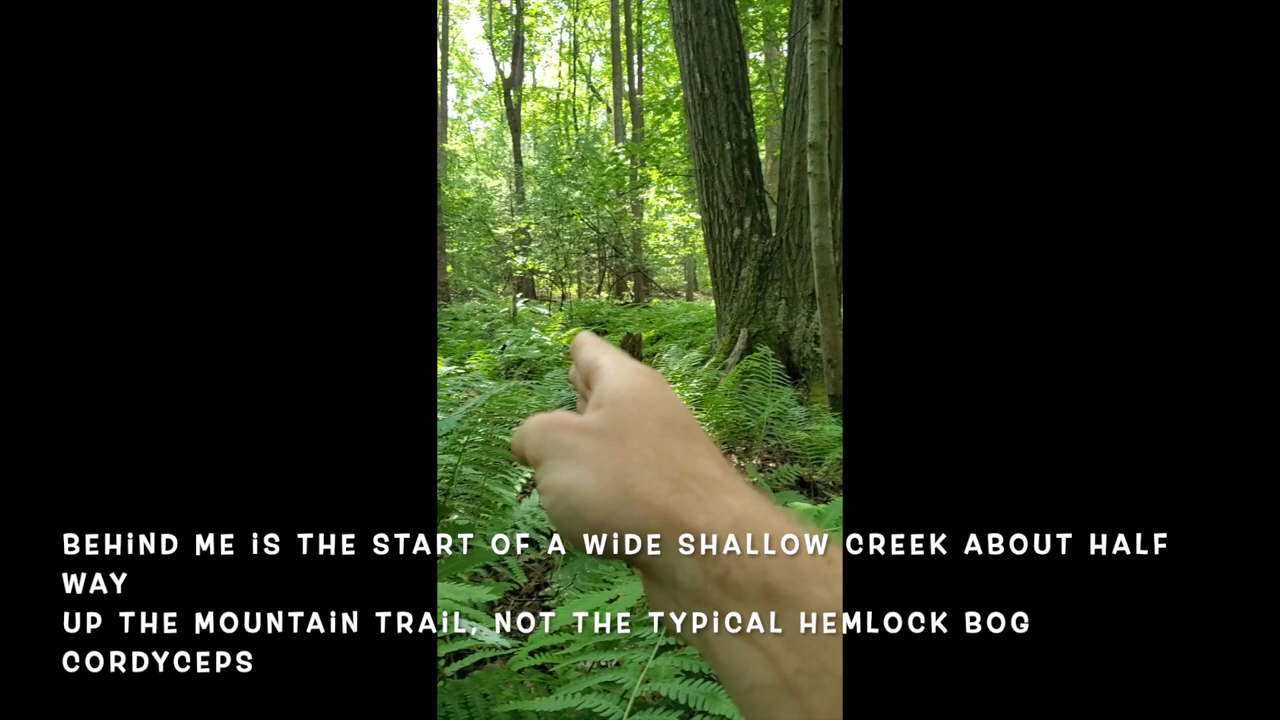 BEHIND ME IS THE START OF A WIDE SHALLOW CREEK ABOUT HALF
WAY
UP THE MOUNTAIN TRAIL, NOT THE TYPICAL HEMLOCK BOG
CORDYCEPS